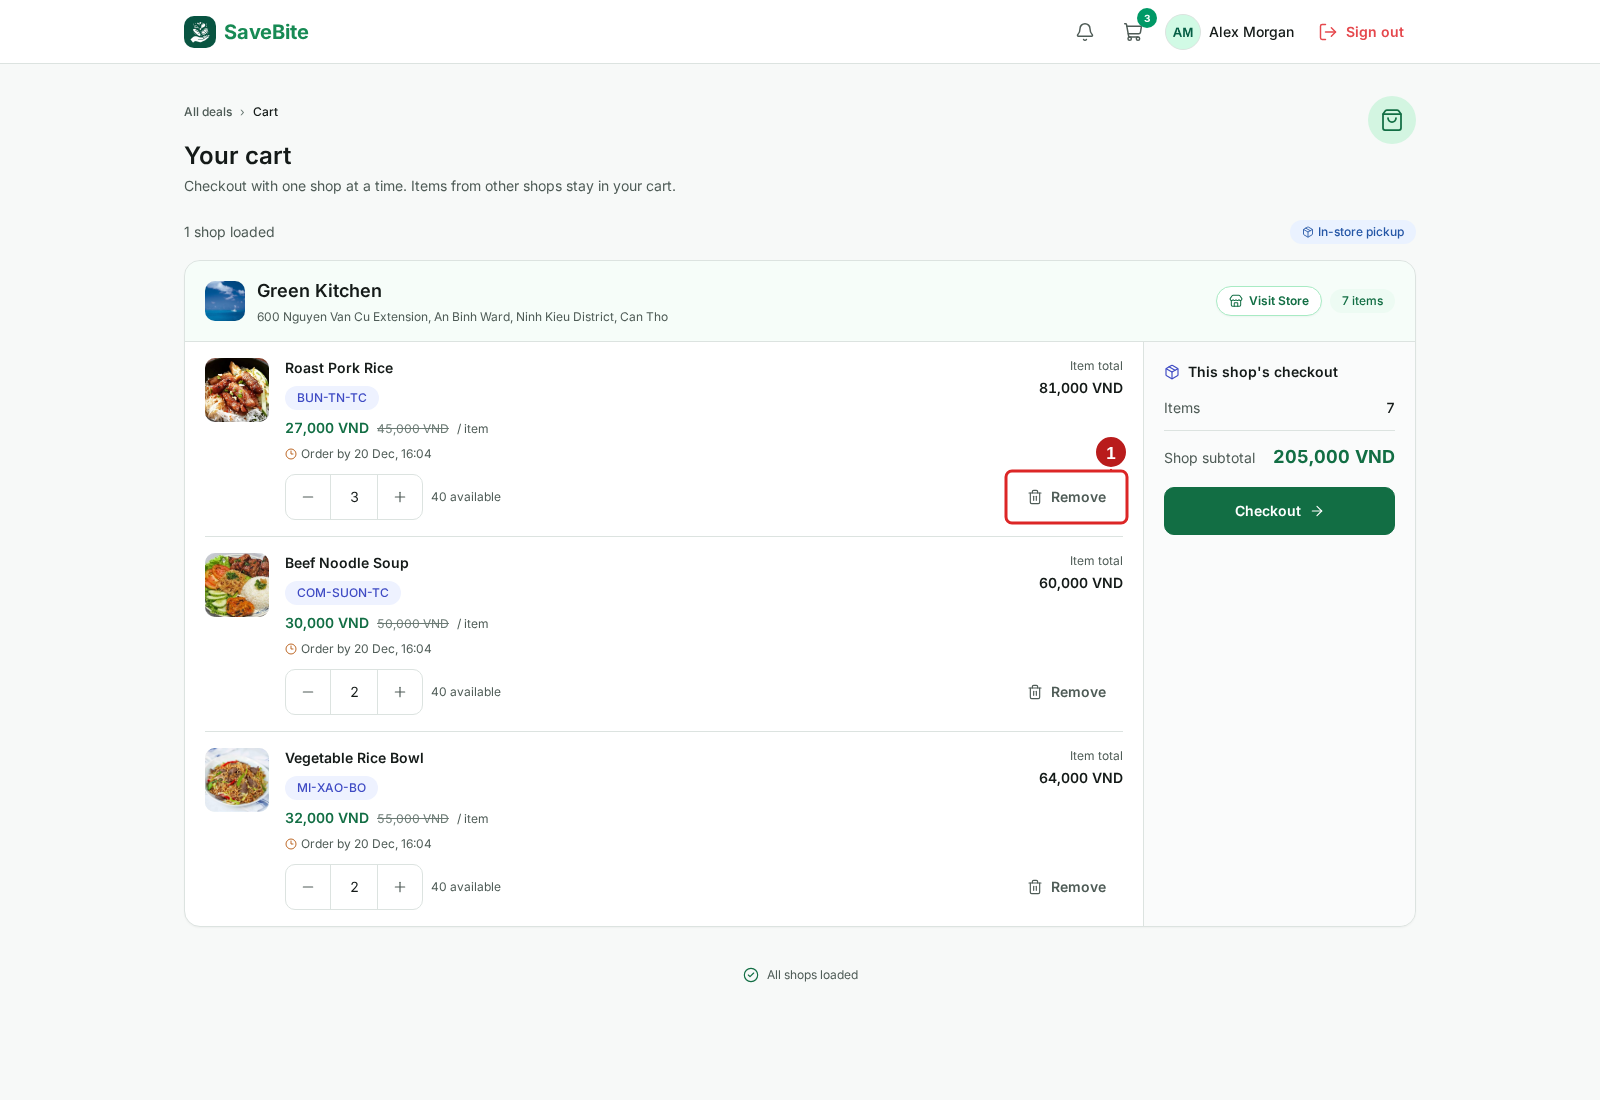 SaveBite
3
AM
Alex Morgan
Sign out
All deals › Cart
Your cart
Checkout with one shop at a time. Items from other shops stay in your cart.
1 shop loaded
In-store pickup
Green Kitchen
600 Nguyen Van Cu Extension, An Binh Ward, Ninh Kieu District, Can Tho
Visit Store
7 items
Roast Pork Rice
BUN-TN-TC
27,000 VND 45,000 VND / item
Order by 20 Dec, 16:04
3
40 available
Item total
81,000 VND
1
Remove
Beef Noodle Soup
COM-SUON-TC
30,000 VND 50,000 VND / item
Order by 20 Dec, 16:04
2
40 available
Item total
60,000 VND
Remove
Vegetable Rice Bowl
MI-XAO-BO
32,000 VND 55,000 VND / item
Order by 20 Dec, 16:04
2
40 available
Item total
64,000 VND
Remove
This shop's checkout
Items 7
Shop subtotal 205,000 VND
Checkout
All shops loaded